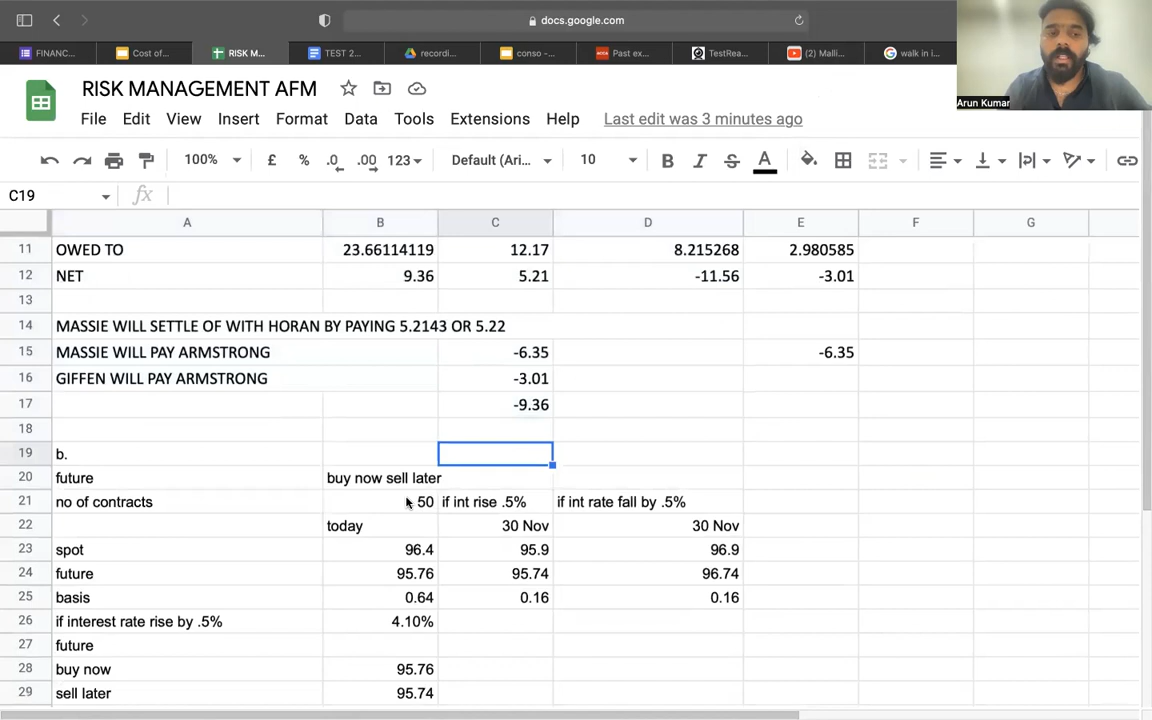 docs.google.com
FINANC... Cost of... RISK M... TEST 2... recordi... conso -... Past ex... TestRea... (2) Malli... walk in i...
Arun Kumar
RISK MANAGEMENT AFM
File Edit View Insert Format Data Tools Extensions Help Last edit was 3 minutes ago
100% £ % .0 .00 123 Default (Ari... 10 B I S A
C19 fx
A B C D E F G
11 OWED TO 23.66114119 12.17 8.215268 2.980585
12 NET 9.36 5.21 -11.56 -3.01
13
14 MASSIE WILL SETTLE OF WITH HORAN BY PAYING 5.2143 OR 5.22
15 MASSIE WILL PAY ARMSTRONG -6.35 -6.35
16 GIFFEN WILL PAY ARMSTRONG -3.01
17 -9.36
18
19 b.
20 future buy now sell later
21 no of contracts 50 if int rise .5% if int rate fall by .5%
22 today 30 Nov 30 Nov
23 spot 96.4 95.9 96.9
24 future 95.76 95.74 96.74
25 basis 0.64 0.16 0.16
26 if interest rate rise by .5% 4.10%
27 future
28 buy now 95.76
29 sell later 95.74